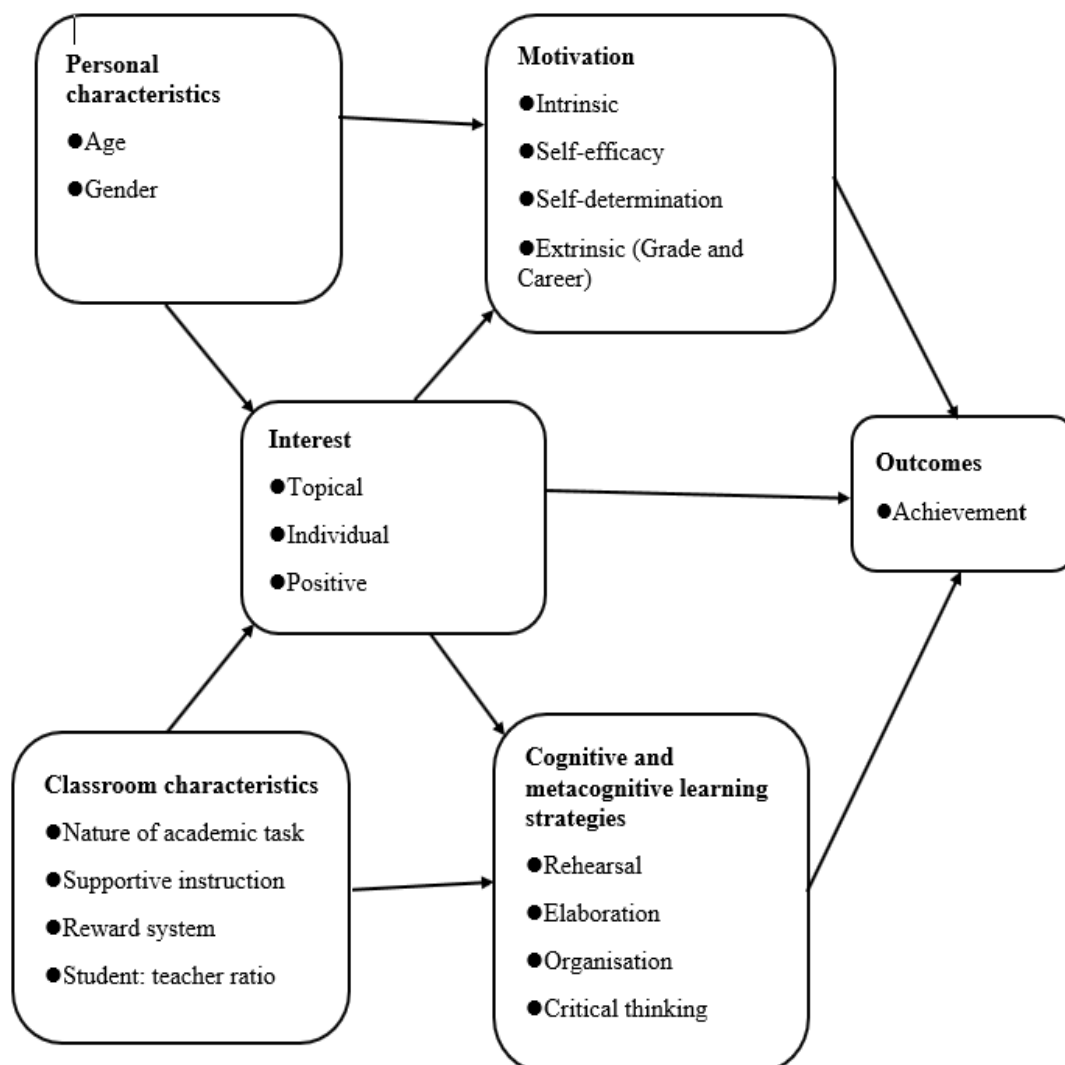 Personal
characteristics
●Age
●Gender
Motivation
●Intrinsic
●Self-efficacy
●Self-determination
●Extrinsic (Grade and
Career)
Interest
●Topical
●Individual
●Positive
Outcomes
●Achievement
Classroom characteristics
●Nature of academic task
●Supportive instruction
●Reward system
●Student: teacher ratio
Cognitive and
metacognitive learning
strategies
●Rehearsal
●Elaboration
●Organisation
●Critical thinking